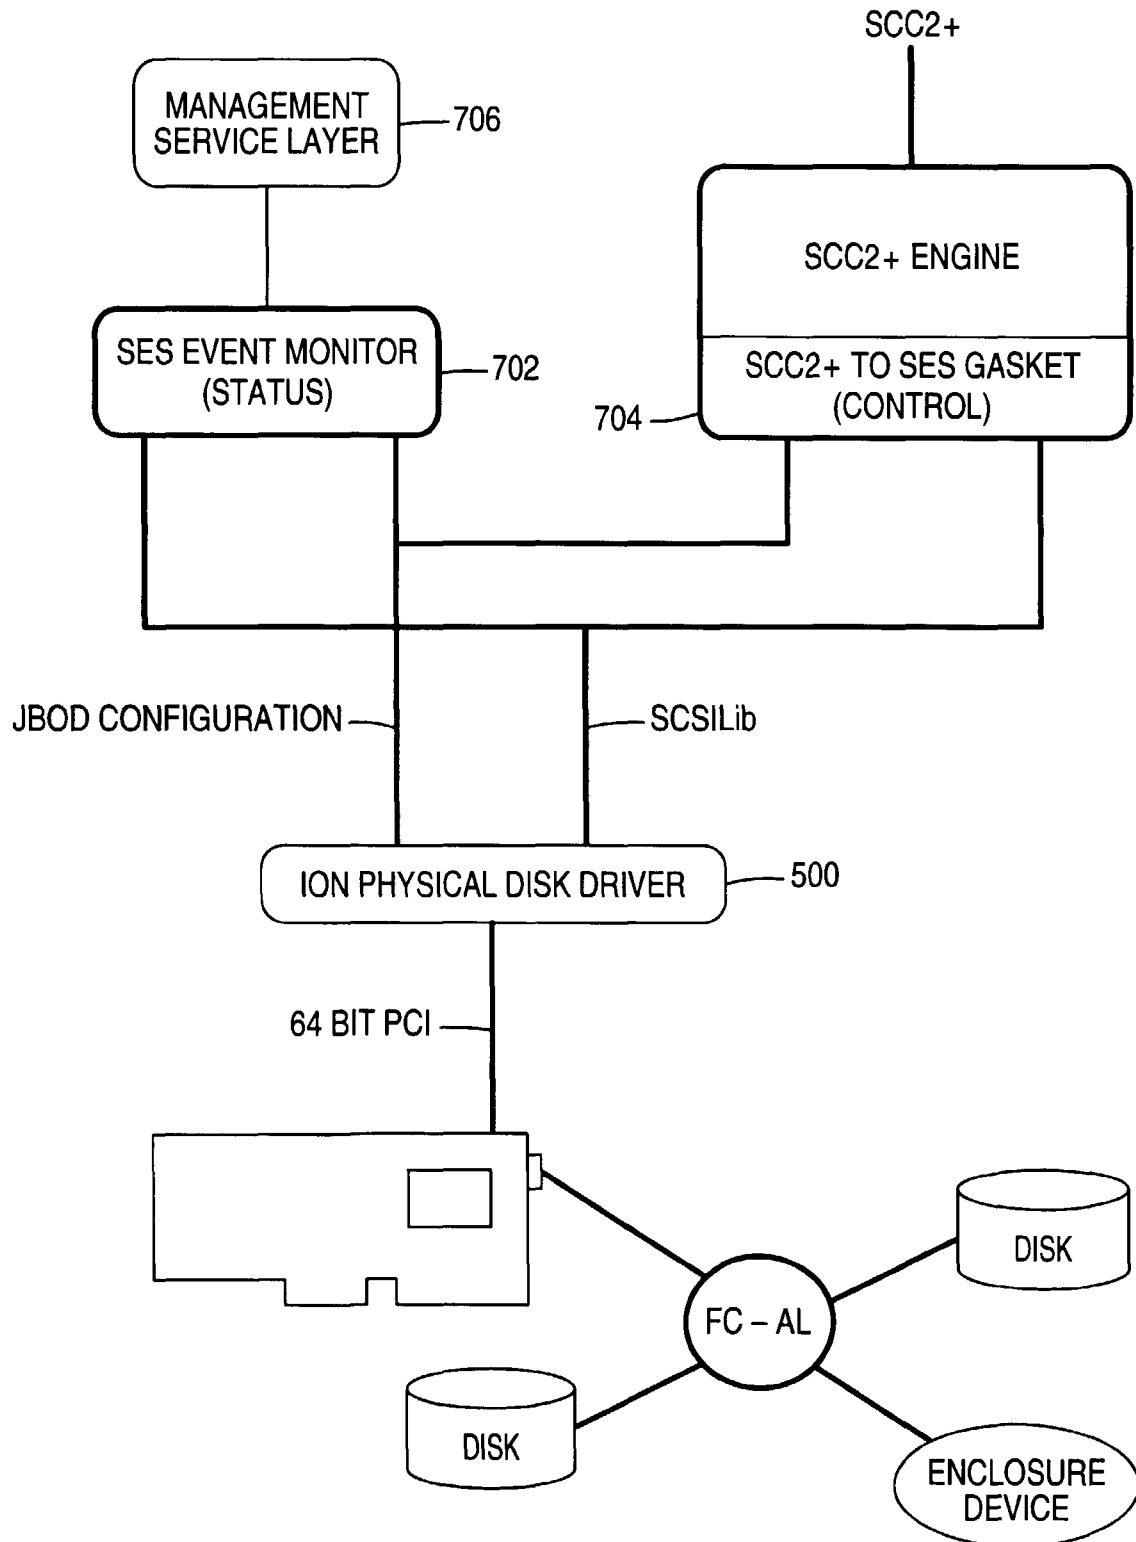 SCC2+
MANAGEMENT
SERVICE LAYER
706
SCC2+ ENGINE
SES EVENT MONITOR
(STATUS)
702
SCC2+ TO SES GASKET
(CONTROL)
704
JBOD CONFIGURATION
SCSILib
ION PHYSICAL DISK DRIVER
500
64 BIT PCI
DISK
FC – AL
DISK
ENCLOSURE
DEVICE